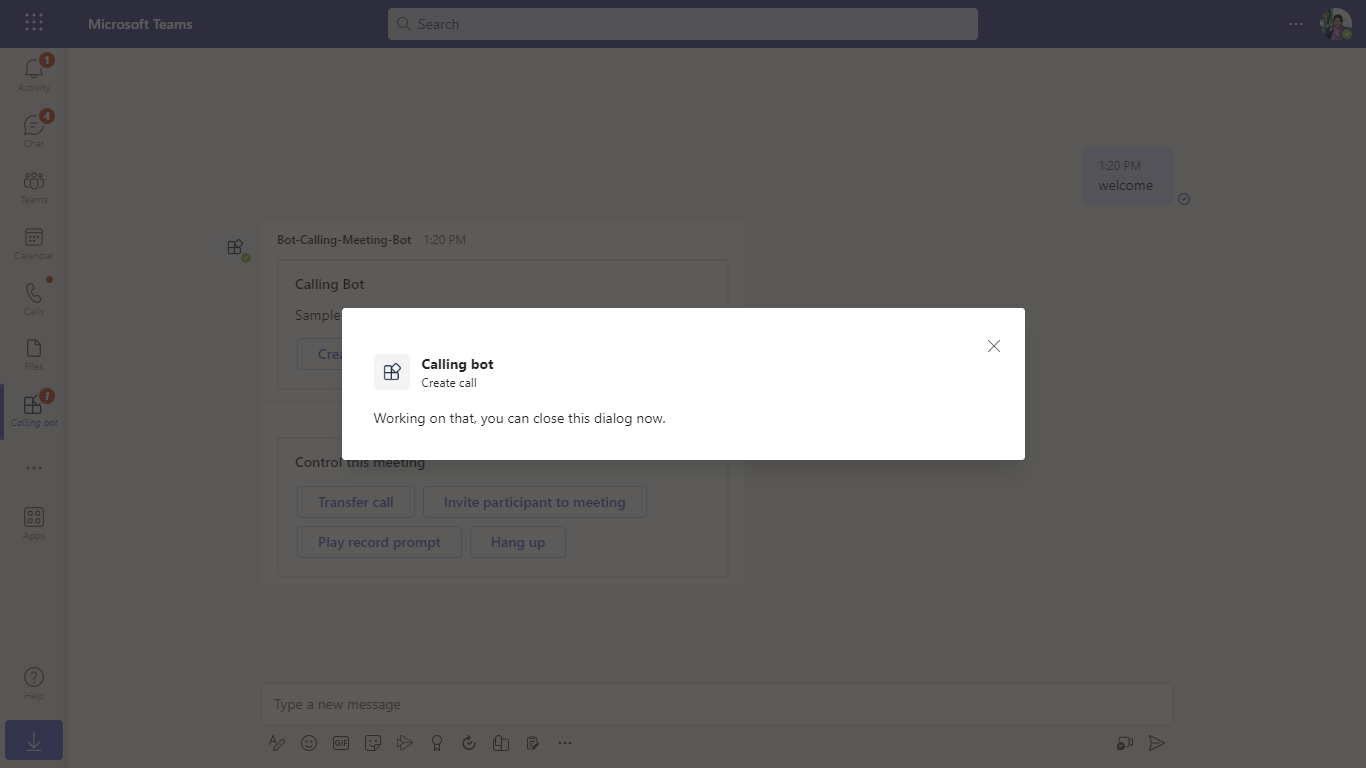 Microsoft Teams
Search
1
Activity
4
Chat
Teams
Calendar
Calls
Files
1
Calling bot
Apps
Help
1:20 PM
welcome
Bot-Calling-Meeting-Bot 1:20 PM
Calling Bot
Sample
Calling bot
Create call
Working on that, you can close this dialog now.
Control this meeting
Transfer call Invite participant to meeting
Play record prompt Hang up
Type a new message
GIF